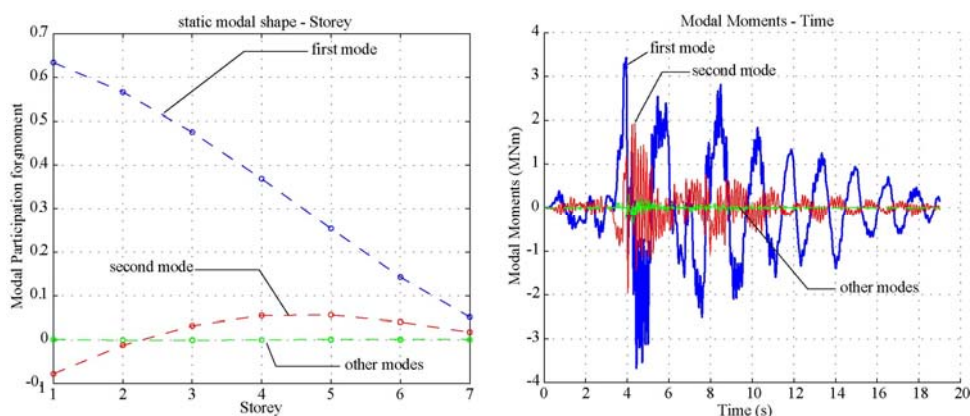 static modal shape - Storey
0.7
0.6
0.5
0.4
0.3
0.2
0.1
0
-0.1
Modal Participation for moment
first mode
second mode
other modes
1 2 3 4 5 6 7
Storey
Modal Moments - Time
4
3
2
1
0
-1
-2
-3
-4
Modal Moments (MNm)
first mode
second mode
other modes
0 2 4 6 8 10 12 14 16 18 20
Time (s)